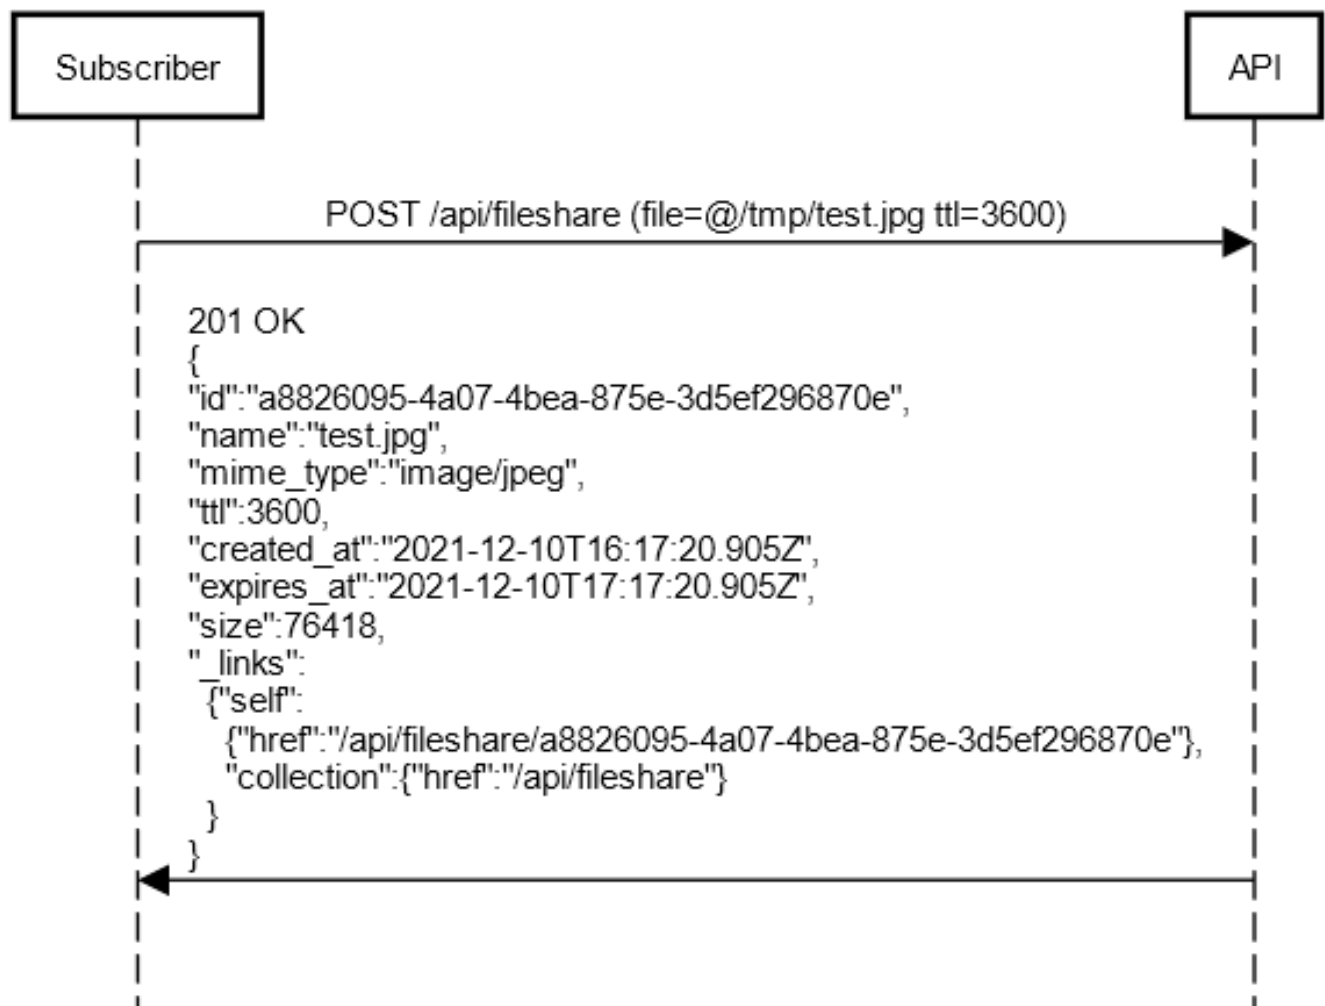 Subscriber
API
POST /api/fileshare (file=@/tmp/test.jpg ttl=3600)
201 OK
{
"id":"a8826095-4a07-4bea-875e-3d5ef296870e",
"name":"test.jpg",
"mime_type":"image/jpeg",
"ttl":3600,
"created_at":"2021-12-10T16:17:20.905Z",
"expires_at":"2021-12-10T17:17:20.905Z",
"size":76418,
"_links":
{"self":
{"href":"/api/fileshare/a8826095-4a07-4bea-875e-3d5ef296870e"},
"collection":{"href":"/api/fileshare"}
}
}